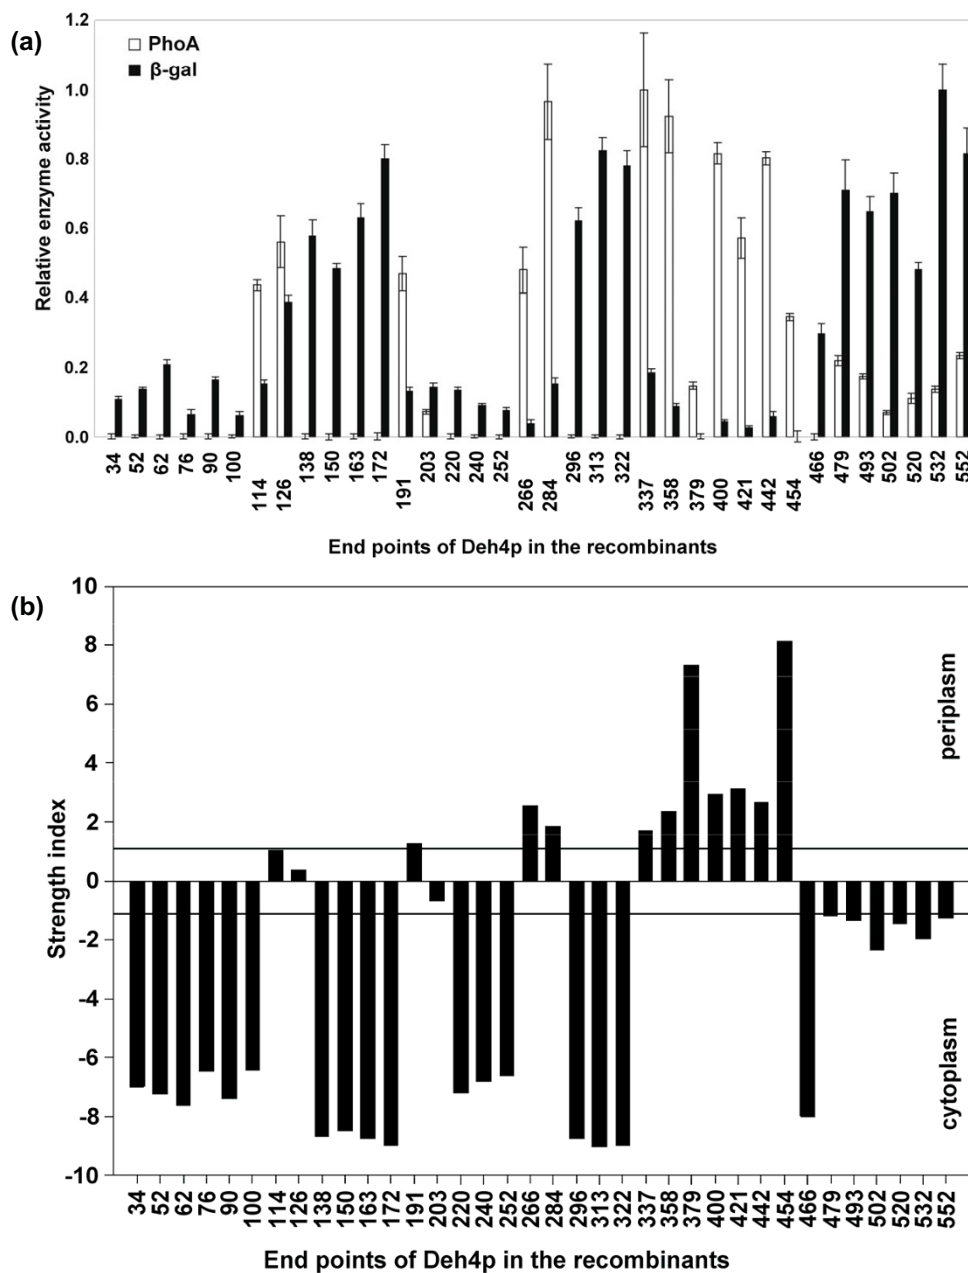 (a)
PhoA
β-gal
Relative enzyme activity
1.2
1.0
0.8
0.6
0.4
0.2
0.0
34 52 62 76 90 100 114 126 138 150 163 172 191 203 220 240 252 266 284 296 313 322 337 358 379 400 421 442 454 466 479 493 502 520 532 552
End points of Deh4p in the recombinants
(b)
Strength index
10
8
6
4
2
0
-2
-4
-6
-8
-10
periplasm
cytoplasm
34 52 62 76 90 100 114 126 138 150 163 172 191 203 220 240 252 266 284 296 313 322 337 358 379 400 421 442 454 466 479 493 502 520 532 552
End points of Deh4p in the recombinants